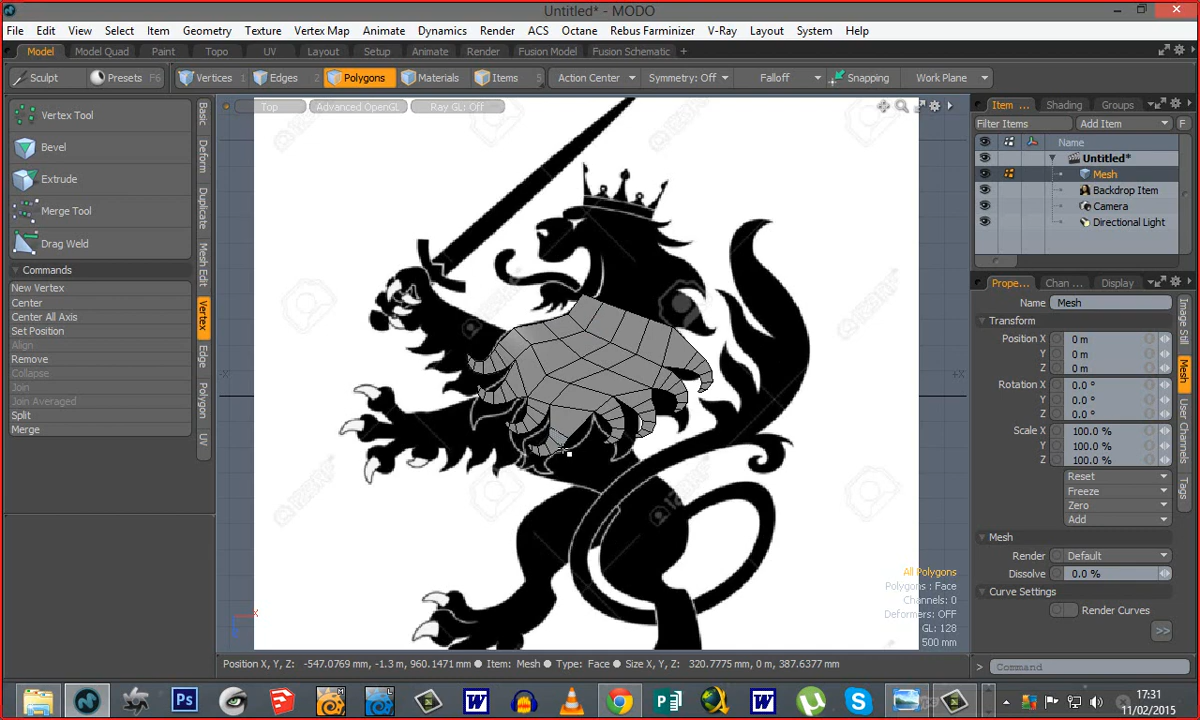 Untitled* - MODO
File Edit View Select Item Geometry Texture Vertex Map Animate Dynamics Render ACS Octane Rebus Farminizer V-Ray Layout System Help
Model Model Quad Paint Topo UV Layout Setup Animate Render Fusion Model Fusion Schematic +
Sculpt Presets F6 Vertices 1 Edges 2 Polygons Materials Items 5 Action Center Symmetry: Off Falloff Snapping Work Plane
Top Advanced OpenGL Ray GL: Off
Vertex Tool
Bevel
Extrude
Merge Tool
Drag Weld
Commands
New Vertex
Center
Center All Axis
Set Position
Align
Remove
Collapse
Join
Join Averaged
Split
Merge
Basic
Deform
Duplicate
Mesh Edit
Vertex
Edge
Polygon
UV
-X
+X
X
All Polygons
Polygons : Face
Channels: 0
Deformers: OFF
GL: 128
500 mm
Position X, Y, Z: -547.0769 mm, -1.3 m, 960.1471 mm Item: Mesh Type: Face Size X, Y, Z: 320.7775 mm, 0 m, 387.6377 mm
Item ... Shading Groups
Filter Items Add Item F
Name
Untitled*
Mesh
Backdrop Item
Camera
Directional Light
Prope... Chan ... Display
Name Mesh
Transform
Position X 0 m
Y 0 m
Z 0 m
Rotation X 0.0 °
Y 0.0 °
Z 0.0 °
Scale X 100.0 %
Y 100.0 %
Z 100.0 %
Reset
Freeze
Zero
Add
Mesh
Render Default
Dissolve 0.0 %
Curve Settings
Render Curves
>>
Image Still
Mesh
User Channels
Tags
> Command
17:31
11/02/2015